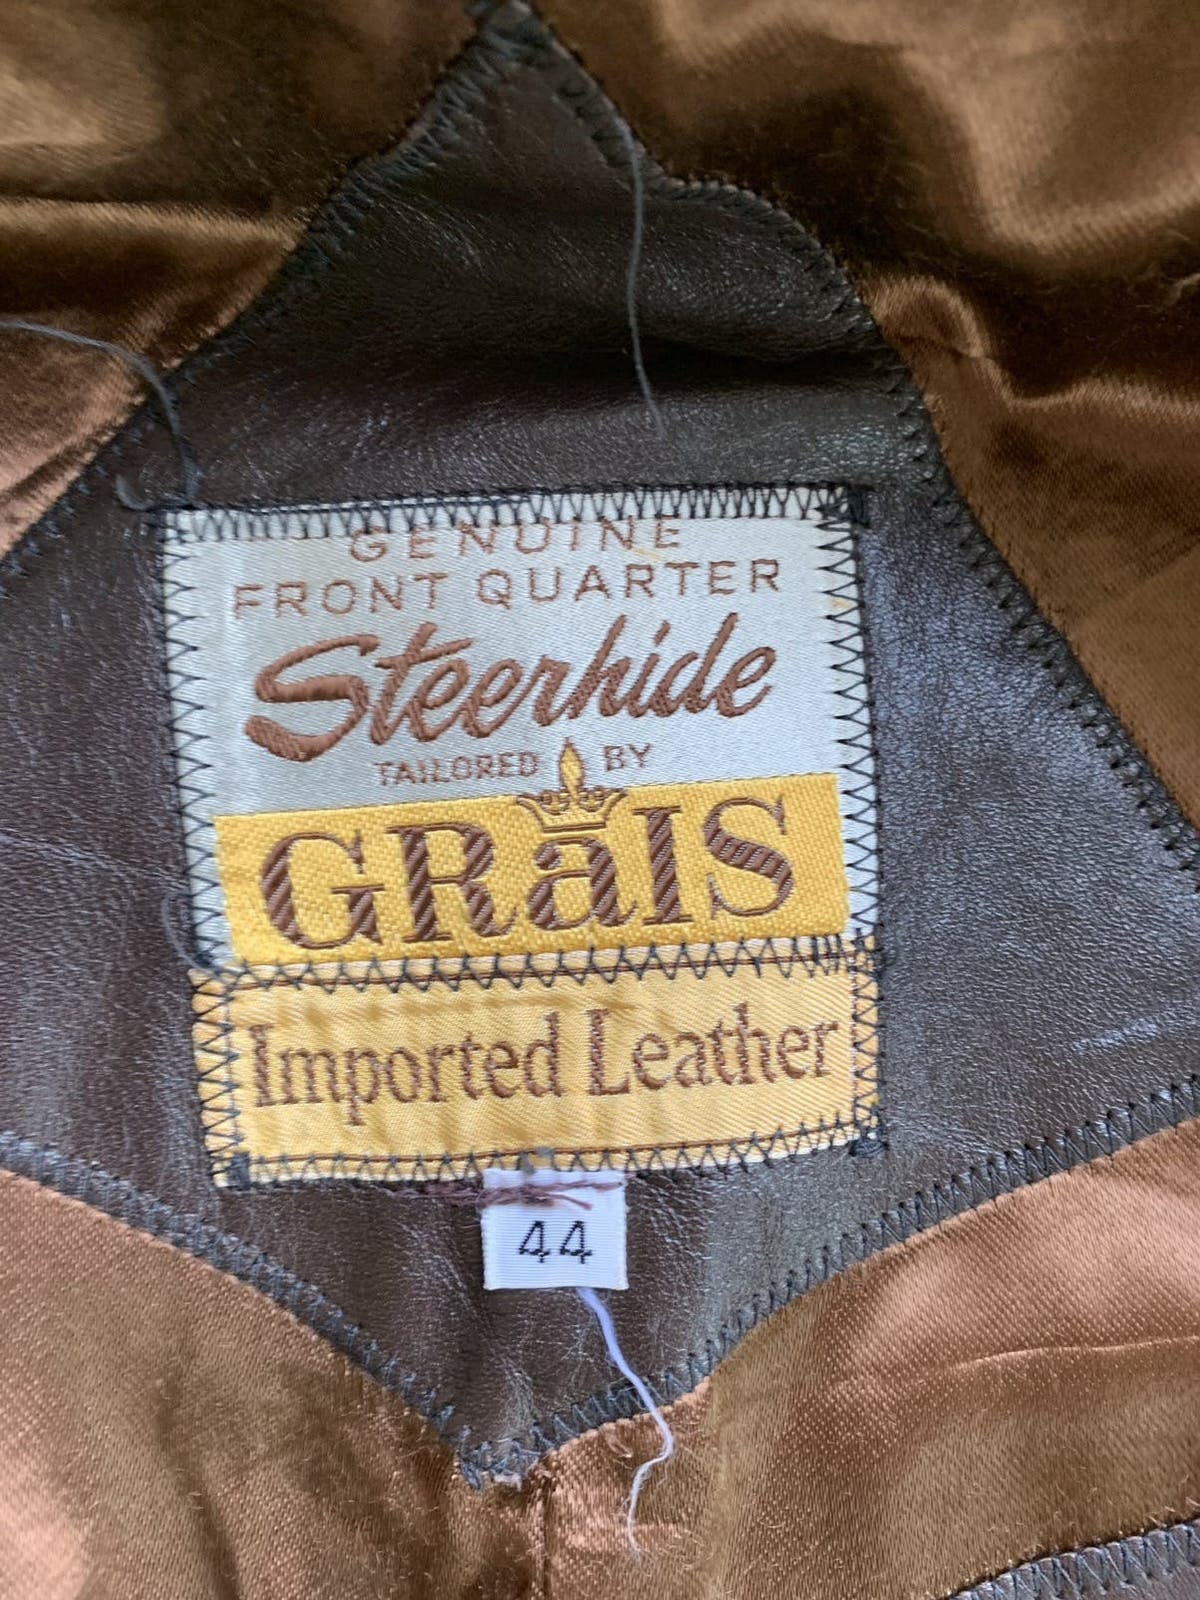 GENUINE
FRONT QUARTER
Steerhide
TAILORED BY
GRaIS
Imported Leather
44